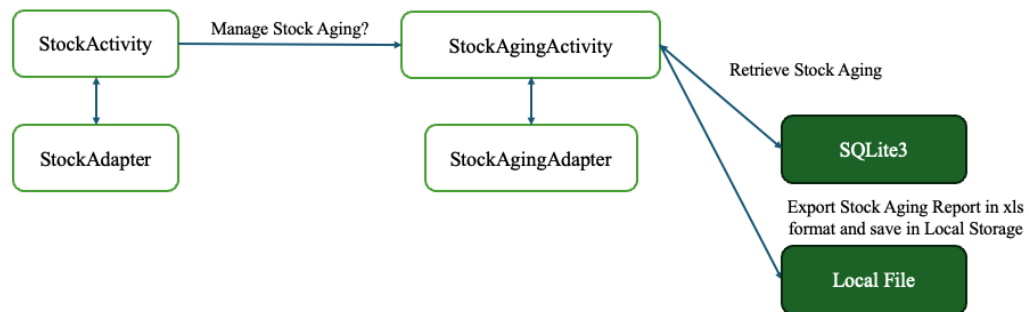 StockActivity
Manage Stock Aging?
StockAgingActivity
Retrieve Stock Aging
StockAdapter
StockAgingAdapter
SQLite3
Export Stock Aging Report in xls
format and save in Local Storage
Local File